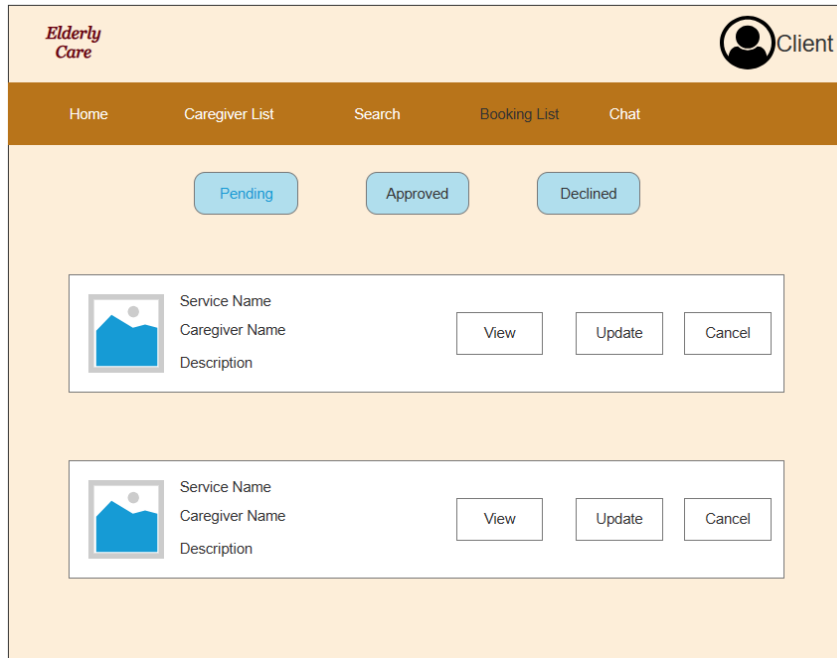 Elderly
Care
Client
Home Caregiver List Search Booking List Chat
Pending Approved Declined
Service Name
Caregiver Name
Description
View Update Cancel
Service Name
Caregiver Name
Description
View Update Cancel